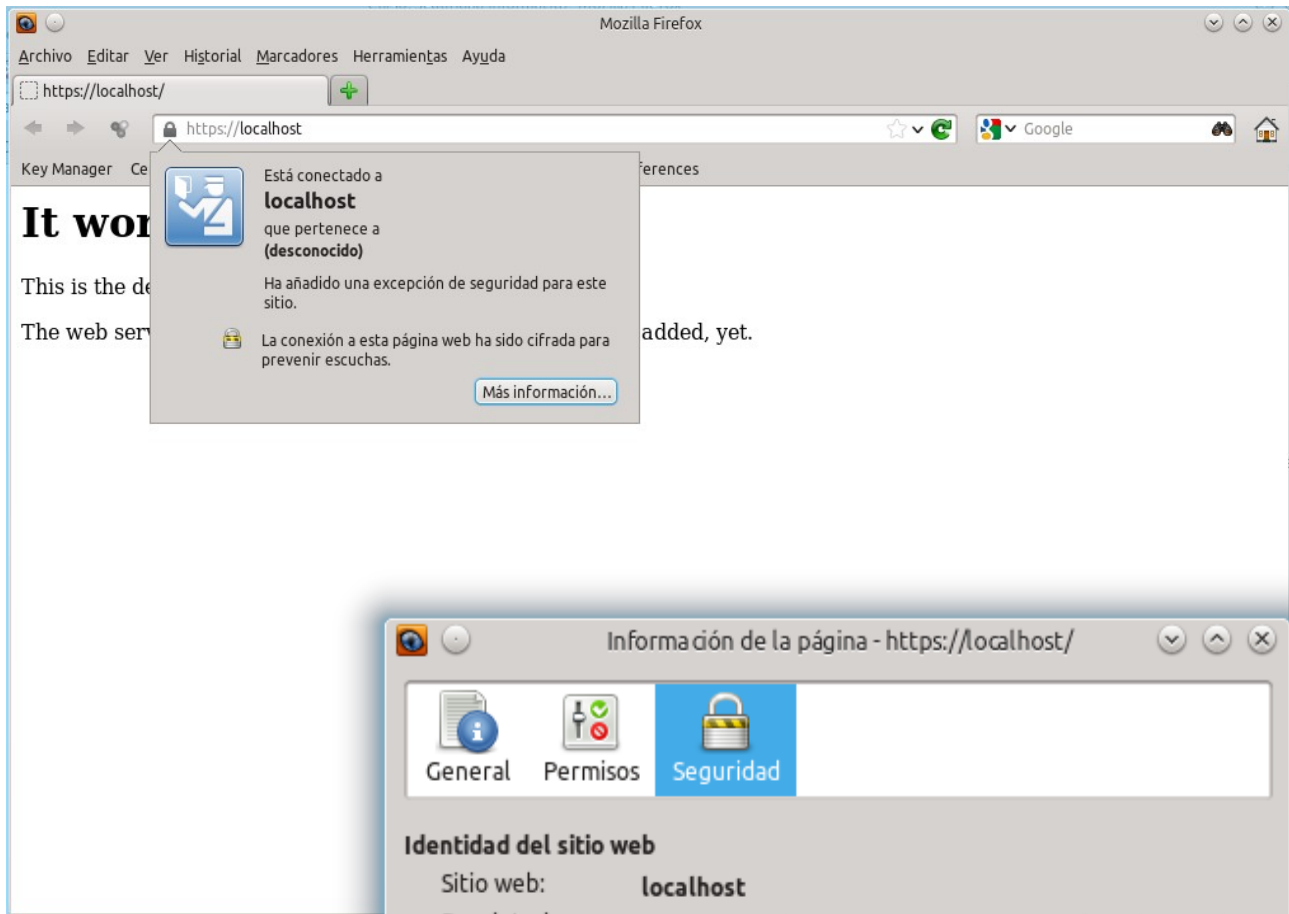 Mozilla Firefox
Archivo Editar Ver Historial Marcadores Herramientas Ayuda
https://localhost/
https://localhost
Google
Key Manager Ce
erences
Está conectado a
localhost
que pertenece a
(desconocido)
Ha añadido una excepción de seguridad para este
sitio.
La conexión a esta página web ha sido cifrada para
prevenir escuchas.
Más información...
It wor
This is the de
The web serv
added, yet.
Información de la página - https://localhost/
General Permisos Seguridad
Identidad del sitio web
Sitio web: localhost